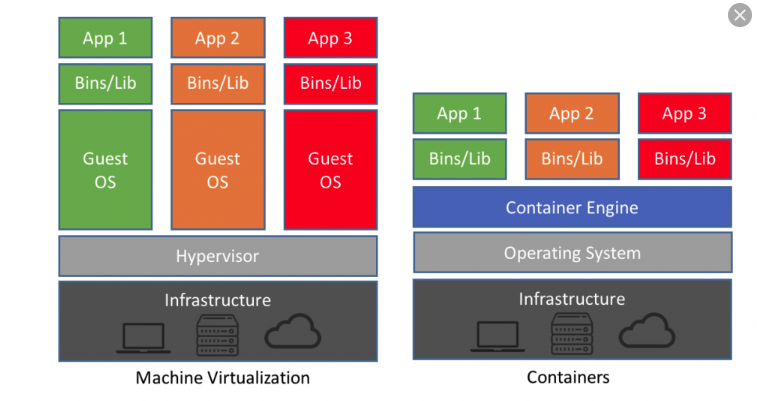 App 1
App 2
App 3
Bins/Lib
Bins/Lib
Bins/Lib
Guest
OS
Guest
OS
Guest
OS
Hypervisor
Infrastructure
Machine Virtualization
App 1
App 2
App 3
Bins/Lib
Bins/Lib
Bins/Lib
Container Engine
Operating System
Infrastructure
Containers